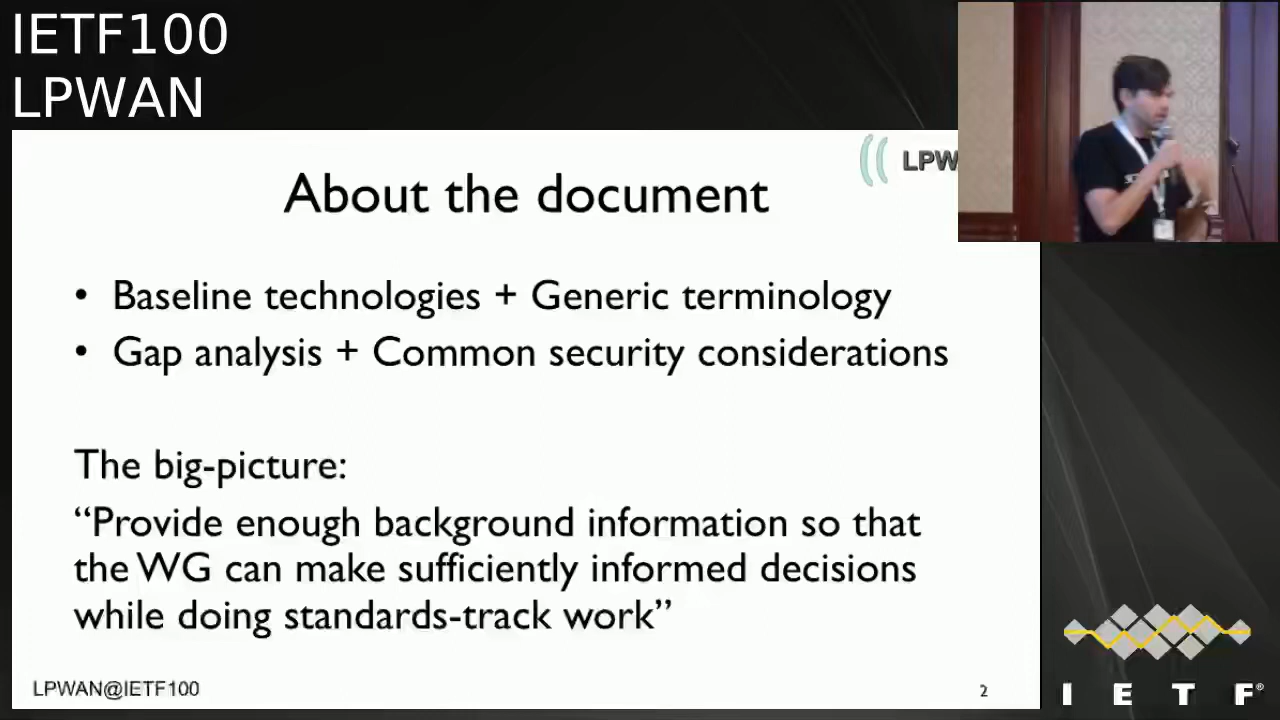 IETF100
LPWAN
LPW
About the document
• Baseline technologies + Generic terminology
• Gap analysis + Common security considerations
The big-picture:
“Provide enough background information so that
the WG can make sufficiently informed decisions
while doing standards-track work”
LPWAN@IETF100
2
I E T F®